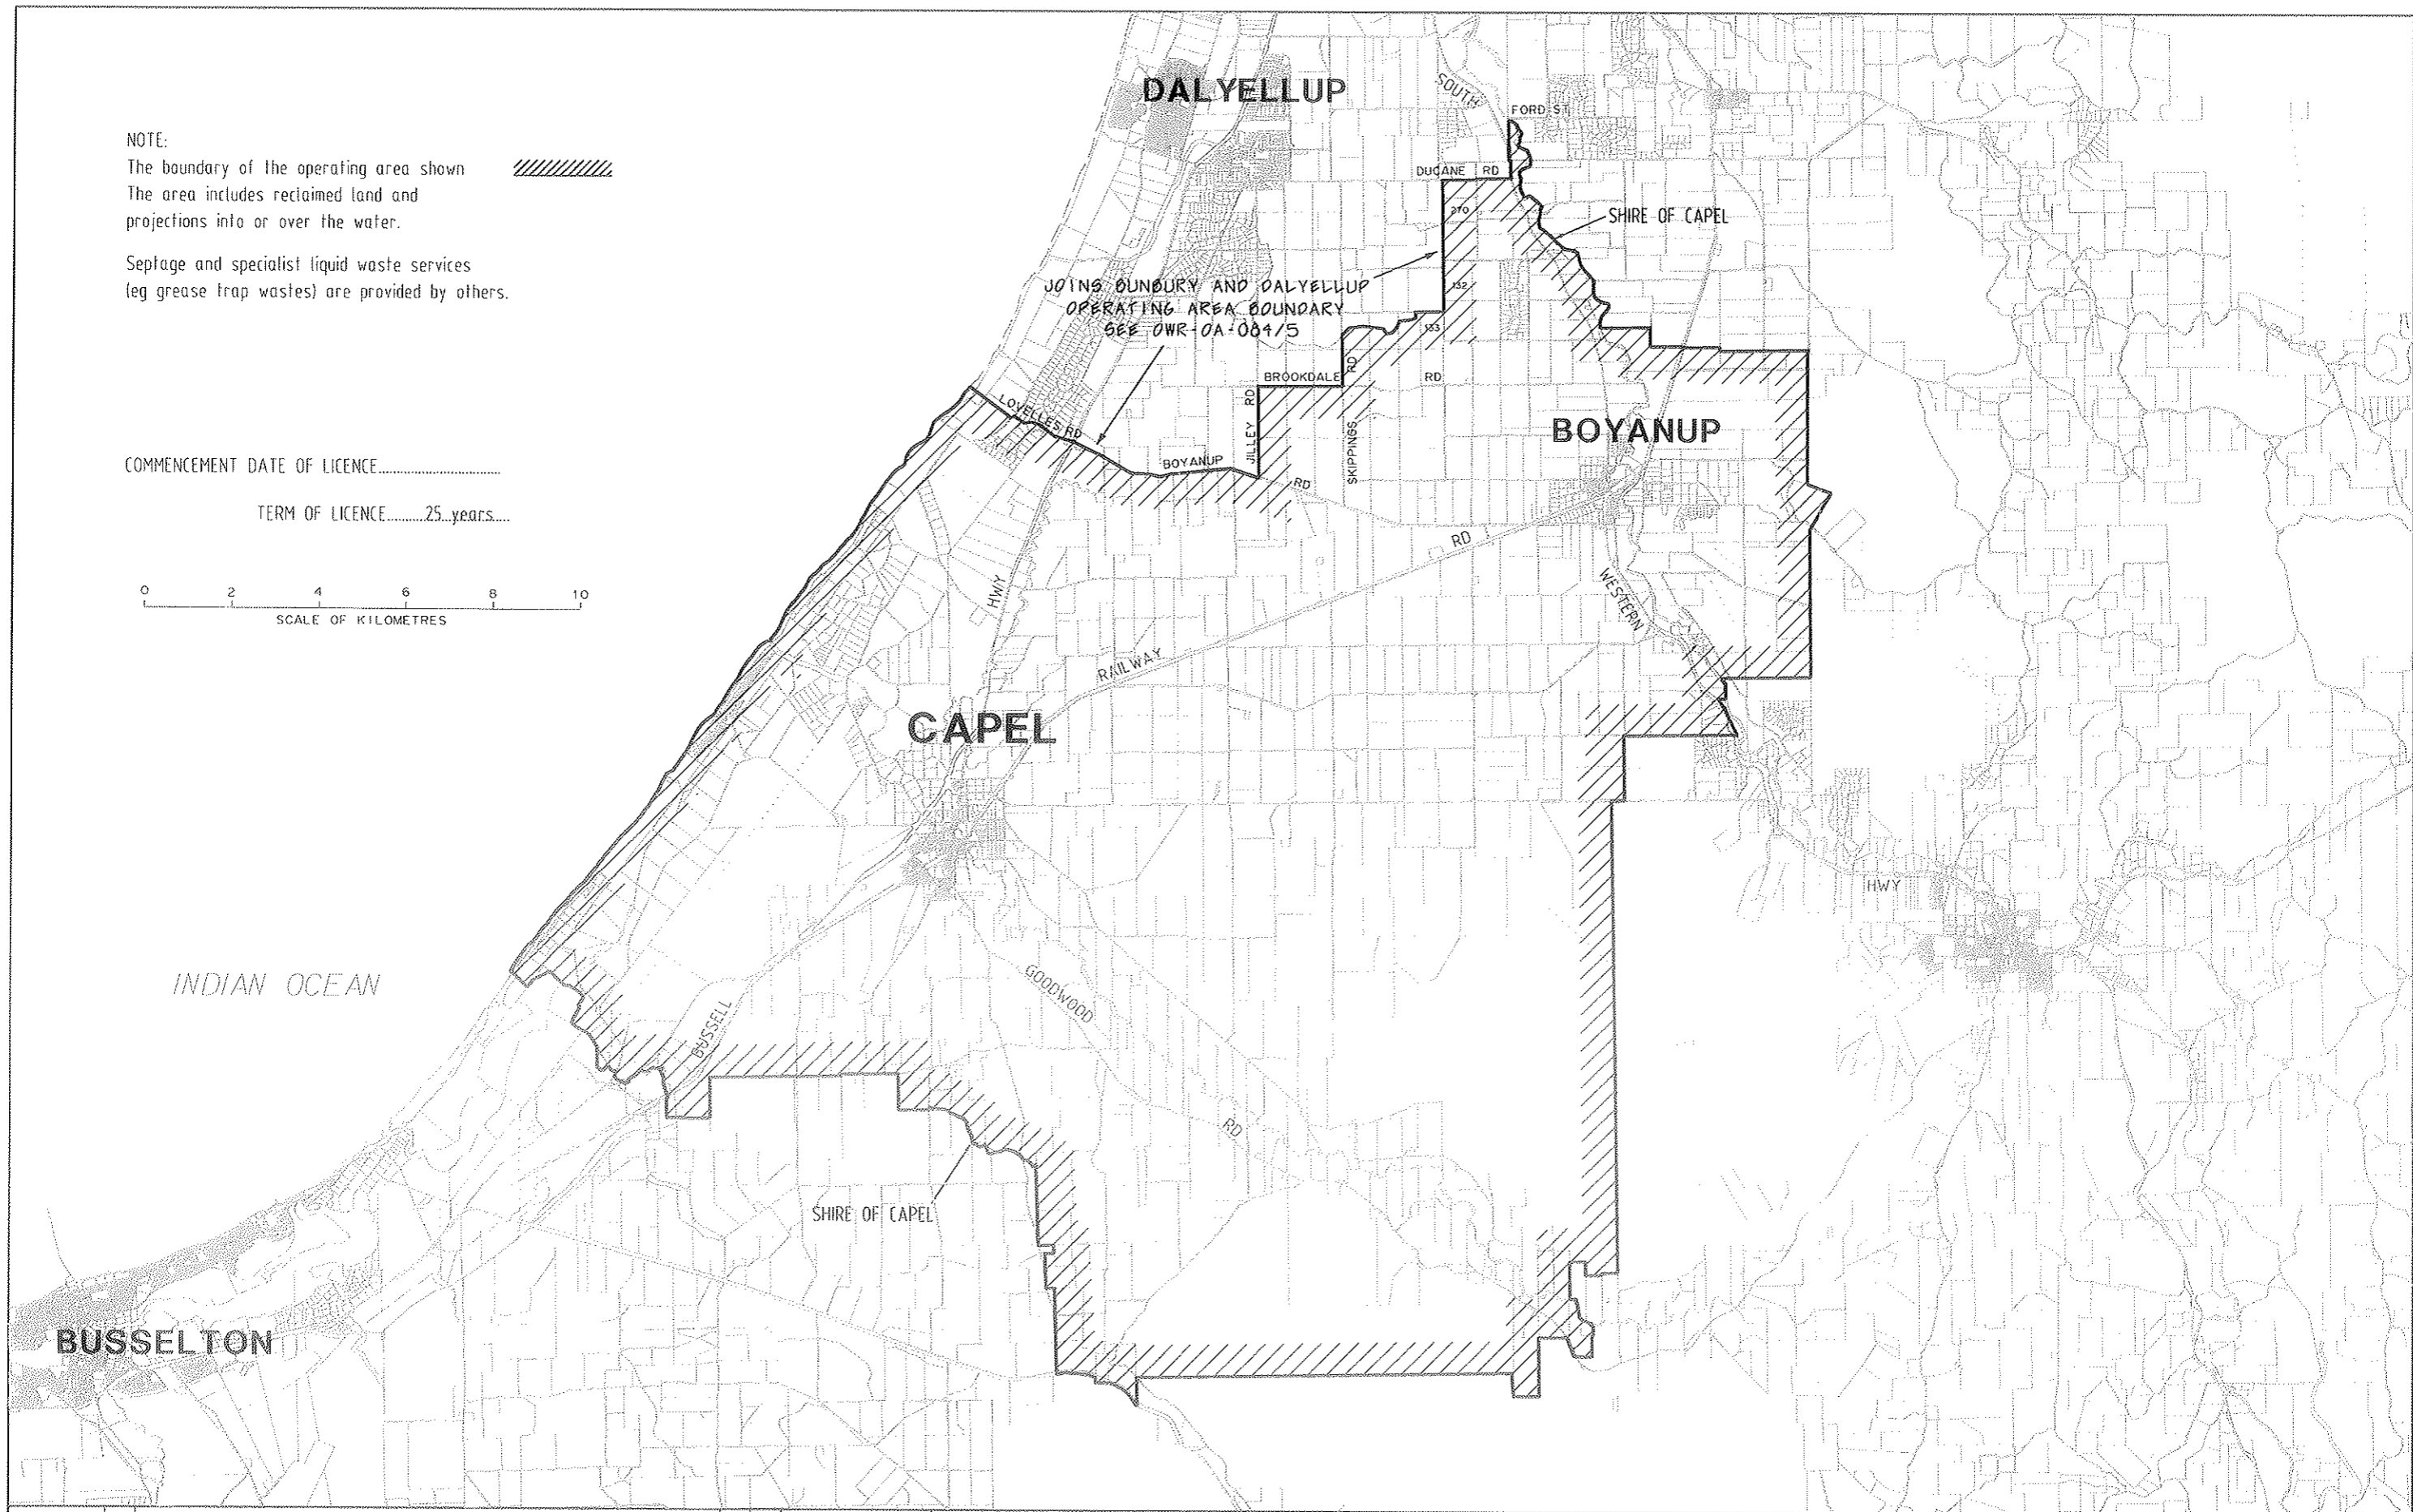 DALYELLUP
SOUTH
FORD ST
NOTE:
The boundary of the operating area shown
The area includes reclaimed land and
projections into or over the water.
DUCANE RD
270
SHIRE OF CAPEL
Septage and specialist liquid waste services
(eg grease trap wastes) are provided by others.
JOINS BUNBURY AND DALYELLUP
OPERATING AREA BOUNDARY
SEE OWR-OA-084/5
132
133
BROOKDALE RD
RD
LOVELLES RD
JILLEY RD
SKIPPINGS
BOYANUP
BOYANUP RD
COMMENCEMENT DATE OF LICENCE..............................
TERM OF LICENCE..........25 years....
RD
HWY
WESTERN
0 2 4 6 8 10
SCALE OF KILOMETRES
RAILWAY
CAPEL
HWY
INDIAN OCEAN
GOODWOOD
BUSSELL
RD
SHIRE OF CAPEL
BUSSELTON